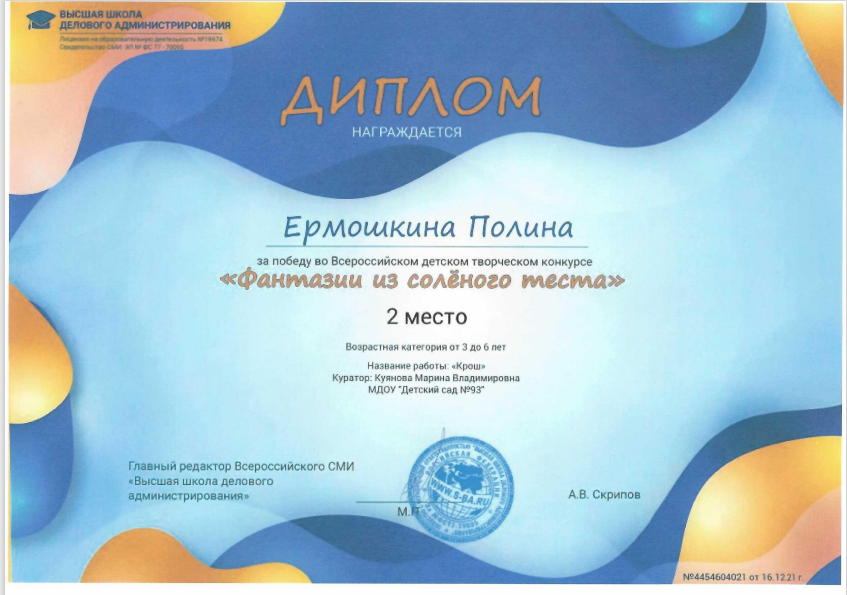 ВЫСШАЯ ШКОЛА
ДЕЛОВОГО АДМИНИСТРИРОВАНИЯ
Лицензия на образовательную деятельность №19674
Свидетельство СМИ ЭЛ № ФС 77 - 70095
ДИПЛОМ
НАГРАЖДАЕТСЯ
Ермошкина Полина
за победу во Всероссийском детском творческом конкурсе
«Фантазии из солёного теста»
2 место
Возрастная категория от 3 до 6 лет
Название работы: «Крош»
Куратор: Куянова Марина Владимировна
МДОУ "Детский сад №93"
Главный редактор Всероссийского СМИ
«Высшая школа делового
администрирования»
М.П
WWW.S-BA.RU
А.В. Скрипов
№4454604021 от 16.12.21 г.